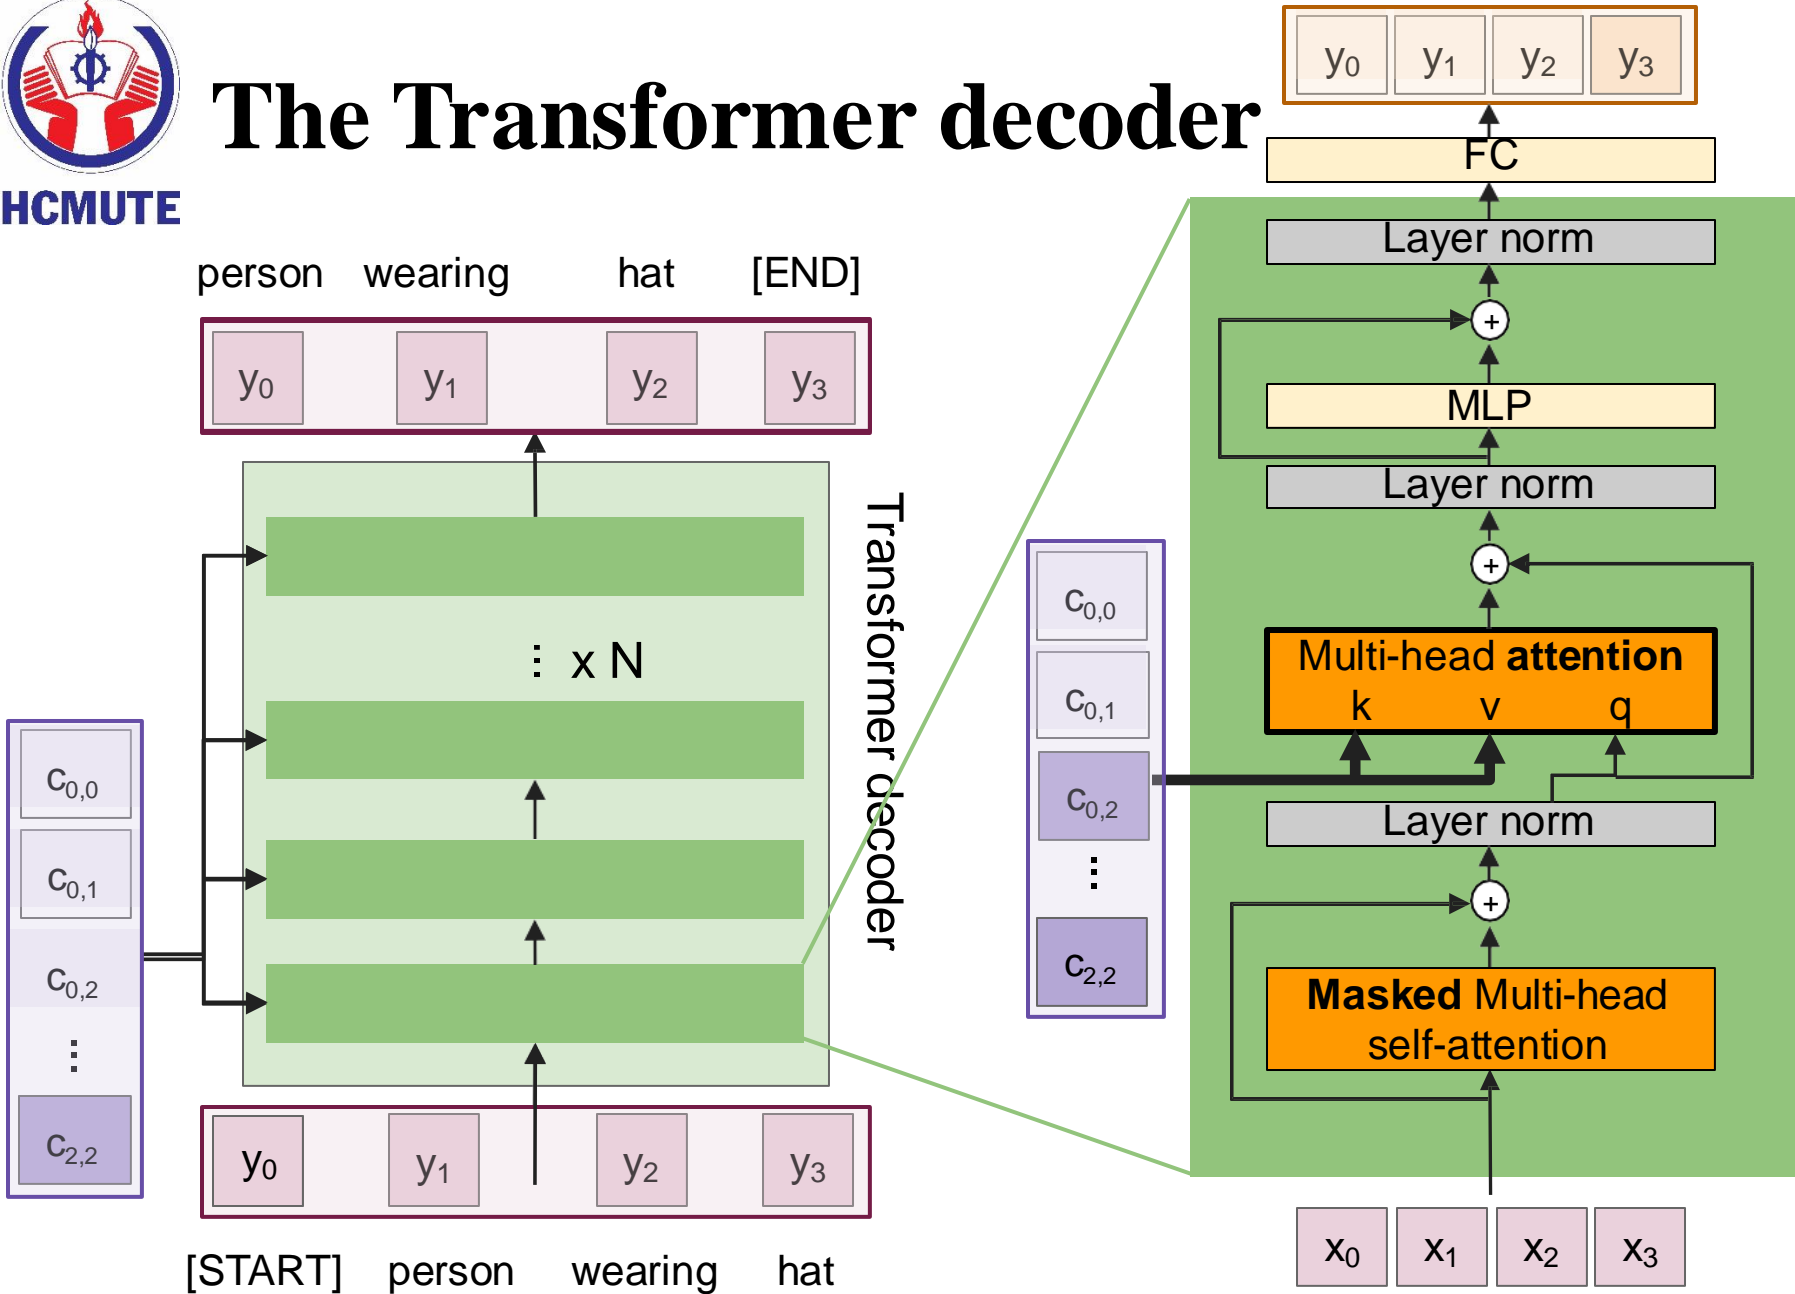 HCMUTE
The Transformer decoder
person wearing hat [END]
y0 y1 y2 y3
x N
Transformer decoder
c0,0
c0,1
c0,2
⋮
c2,2
y0 y1 y2 y3
[START] person wearing hat
y0 y1 y2 y3
FC
Layer norm
+
MLP
Layer norm
+
Multi-head attention
k v q
Layer norm
+
Masked Multi-head
self-attention
c0,0
c0,1
c0,2
⋮
c2,2
x0 x1 x2 x3